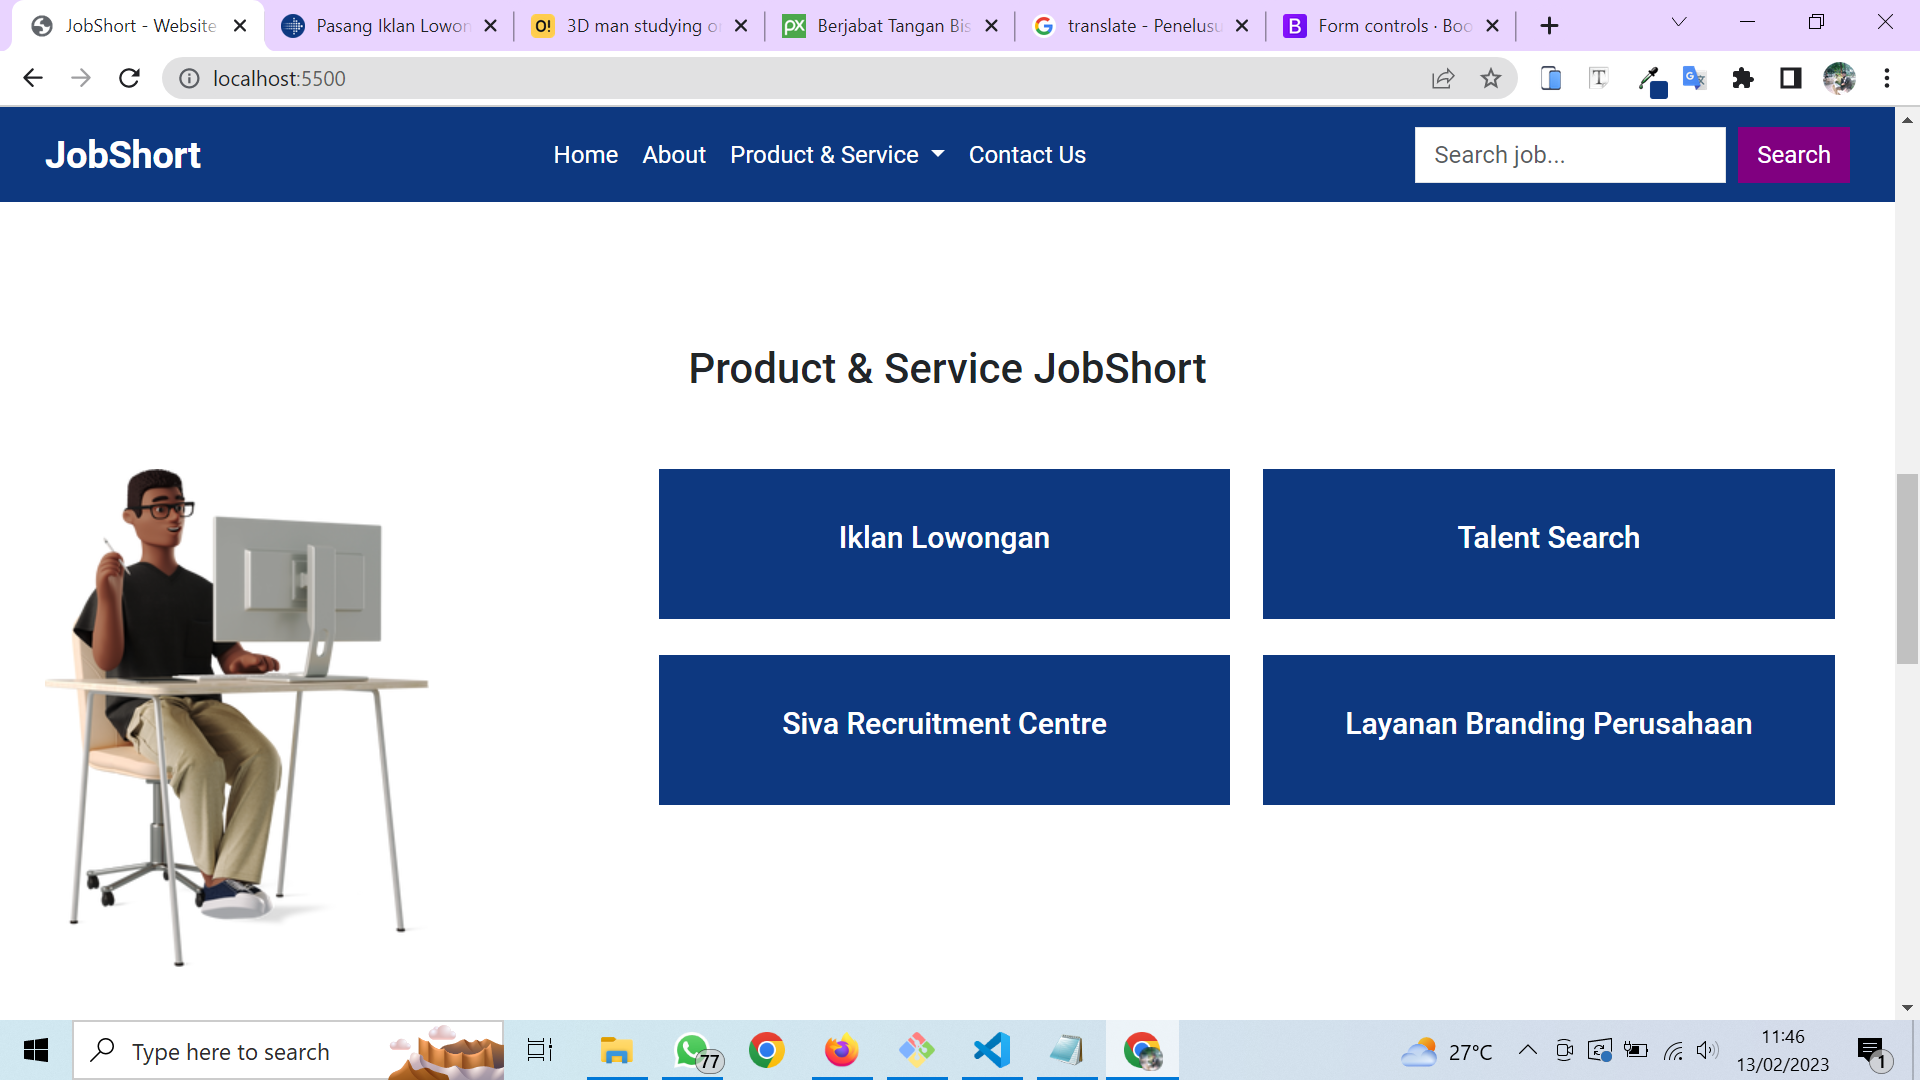 JobShort - Website
Pasang Iklan Lowon
3D man studying o
Berjabat Tangan Bis
translate - Penelusu
Form controls · Boo
localhost:5500
JobShort
Home
About
Product & Service
Contact Us
Search job...
Search
Product & Service JobShort
Iklan Lowongan
Talent Search
Siva Recruitment Centre
Layanan Branding Perusahaan
Type here to search
77
27°C
11:46
13/02/2023
1